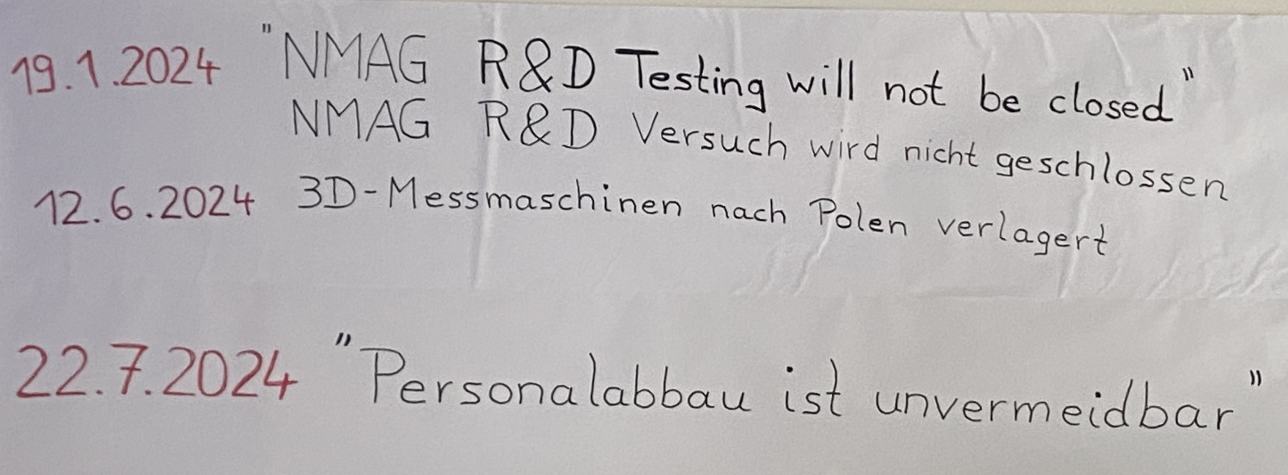 19.1.2024 "NMAG R&D Testing will not be closed"
NMAG R&D Versuch wird nicht geschlossen
12.6.2024 3D-Messmaschinen nach Polen verlagert
22.7.2024 "Personalabbau ist unvermeidbar"